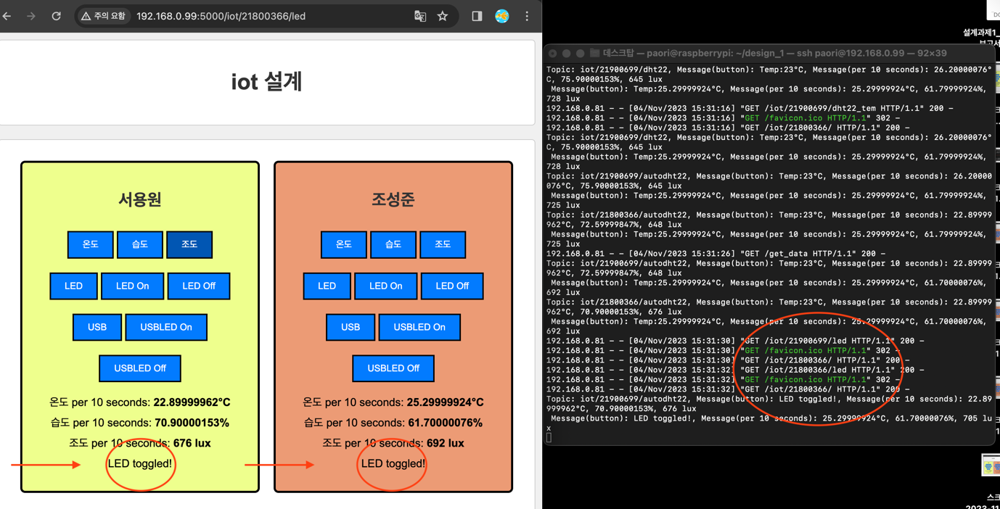 주의 요함 192.168.0.99:5000/iot/21800366/led
iot 설계
서용원
온도 습도 조도
LED LED On LED Off
USB USBLED On
USBLED Off
온도 per 10 seconds: 22.89999962°C
습도 per 10 seconds: 70.90000153%
조도 per 10 seconds: 676 lux
LED toggled!
조성준
온도 습도 조도
LED LED On LED Off
USB USBLED On
USBLED Off
온도 per 10 seconds: 25.29999924°C
습도 per 10 seconds: 61.70000076%
조도 per 10 seconds: 692 lux
LED toggled!
데스크탑 — paori@raspberrypi: ~/design_1 — ssh paori@192.168.0.99 — 92×39
Topic: iot/21900699/dht22, Message(button): Temp:23°C, Message(per 10 seconds): 26.20000076°
C, 75.90000153%, 645 lux
Message(button): Temp:25.29999924°C, Message(per 10 seconds): 25.29999924°C, 61.79999924%,
728 lux
192.168.0.81 - - [04/Nov/2023 15:31:16] "GET /iot/21900699/dht22_tem HTTP/1.1" 200 -
192.168.0.81 - - [04/Nov/2023 15:31:16] "GET /favicon.ico HTTP/1.1" 302 -
192.168.0.81 - - [04/Nov/2023 15:31:16] "GET /iot/21800366/ HTTP/1.1" 200 -
Topic: iot/21900699/dht22, Message(button): Temp:23°C, Message(per 10 seconds): 26.20000076°
C, 75.90000153%, 645 lux
Message(button): Temp:25.29999924°C, Message(per 10 seconds): 25.29999924°C, 61.79999924%,
728 lux
Topic: iot/21900699/autodht22, Message(button): Temp:23°C, Message(per 10 seconds): 26.20000
076°C, 75.90000153%, 645 lux
Message(button): Temp:25.29999924°C, Message(per 10 seconds): 25.29999924°C, 61.79999924%,
725 lux
Topic: iot/21800366/autodht22, Message(button): Temp:23°C, Message(per 10 seconds): 22.89999
962°C, 72.59999847%, 648 lux
Message(button): Temp:25.29999924°C, Message(per 10 seconds): 25.29999924°C, 61.79999924%,
725 lux
192.168.0.81 - - [04/Nov/2023 15:31:26] "GET /get_data HTTP/1.1" 200 -
Topic: iot/21900699/autodht22, Message(button): Temp:23°C, Message(per 10 seconds): 22.89999
962°C, 72.59999847%, 648 lux
Message(button): Temp:25.29999924°C, Message(per 10 seconds): 25.29999924°C, 61.70000076%,
692 lux
Topic: iot/21800366/autodht22, Message(button): Temp:23°C, Message(per 10 seconds): 22.89999
962°C, 70.90000153%, 676 lux
Message(button): Temp:25.29999924°C, Message(per 10 seconds): 25.29999924°C, 61.70000076%,
692 lux
192.168.0.81 - - [04/Nov/2023 15:31:30] "GET /iot/21900699/led HTTP/1.1" 200 -
192.168.0.81 - - [04/Nov/2023 15:31:30] "GET /favicon.ico HTTP/1.1" 302 -
192.168.0.81 - - [04/Nov/2023 15:31:30] "GET /iot/21800366/ HTTP/1.1" 200 -
192.168.0.81 - - [04/Nov/2023 15:31:32] "GET /iot/21800366/led HTTP/1.1" 200 -
192.168.0.81 - - [04/Nov/2023 15:31:32] "GET /favicon.ico HTTP/1.1" 302 -
192.168.0.81 - - [04/Nov/2023 15:31:32] "GET /iot/21800366/ HTTP/1.1" 200 -
Topic: iot/21900699/autodht22, Message(button): LED toggled!, Message(per 10 seconds): 22.89
999962°C, 70.90000153%, 676 lux
Message(button): LED toggled!, Message(per 10 seconds): 25.29999924°C, 61.70000076%, 705 lu
x
설계과제1_
보고서
2023-11